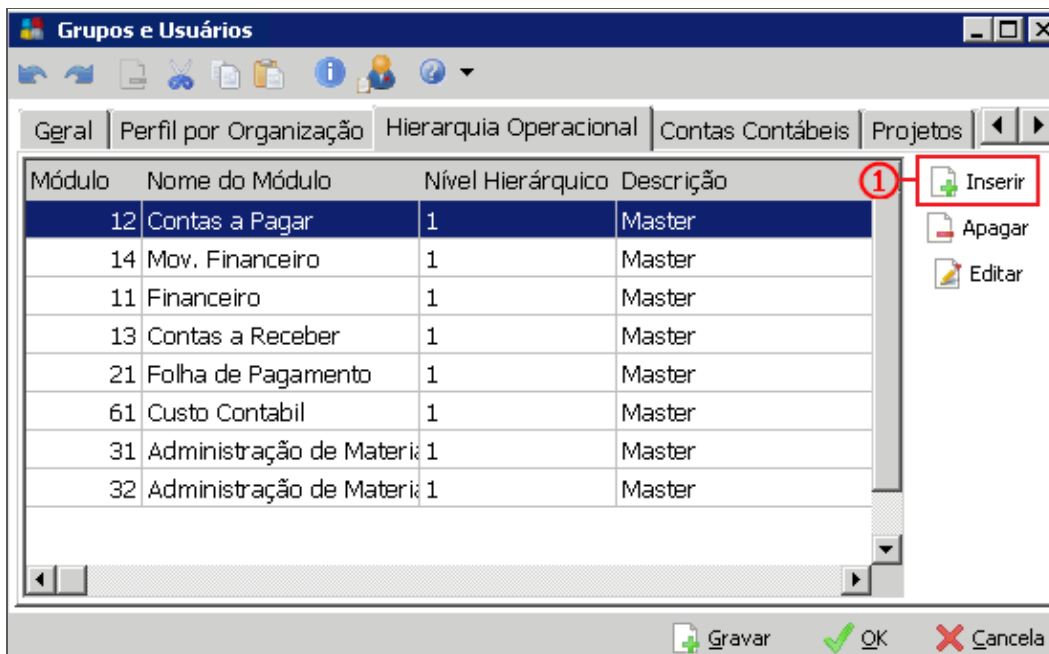 Grupos e Usuários
Geral Perfil por Organização Hierarquia Operacional Contas Contábeis Projetos
Módulo Nome do Módulo Nível Hierárquico Descrição 1 Inserir
12 Contas a Pagar 1 Master
Apagar
14 Mov. Financeiro 1 Master
Editar
11 Financeiro 1 Master
13 Contas a Receber 1 Master
21 Folha de Pagamento 1 Master
61 Custo Contabil 1 Master
31 Administração de Materia 1 Master
32 Administração de Materia 1 Master
Gravar OK Cancela